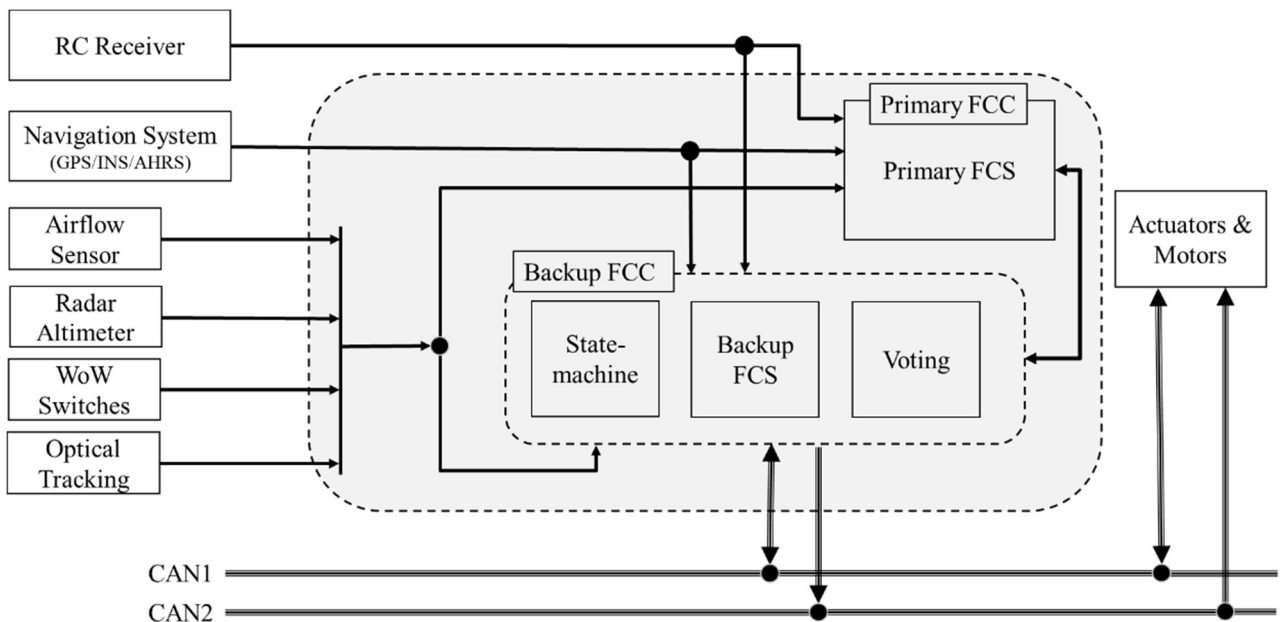 RC Receiver
Primary FCC
Navigation System
(GPS/INS/AHRS)
Primary FCS
Airflow
Sensor
Actuators &
Motors
Backup FCC
Radar
Altimeter
State-
machine
Backup
FCS
Voting
WoW
Switches
Optical
Tracking
CAN1
CAN2